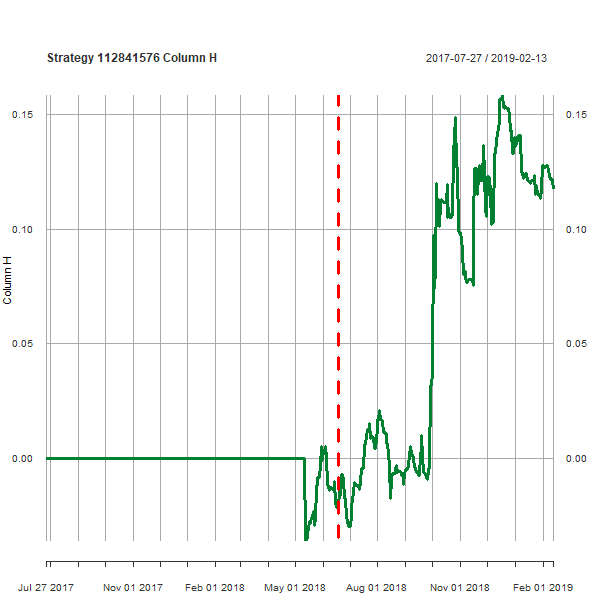 Strategy 112841576 Column H
2017-07-27 / 2019-02-13
0.15
0.15
0.10
0.10
0.05
0.05
0.00
0.00
Column H
Jul 27 2017
Nov 01 2017
Feb 01 2018
May 01 2018
Aug 01 2018
Nov 01 2018
Feb 01 2019